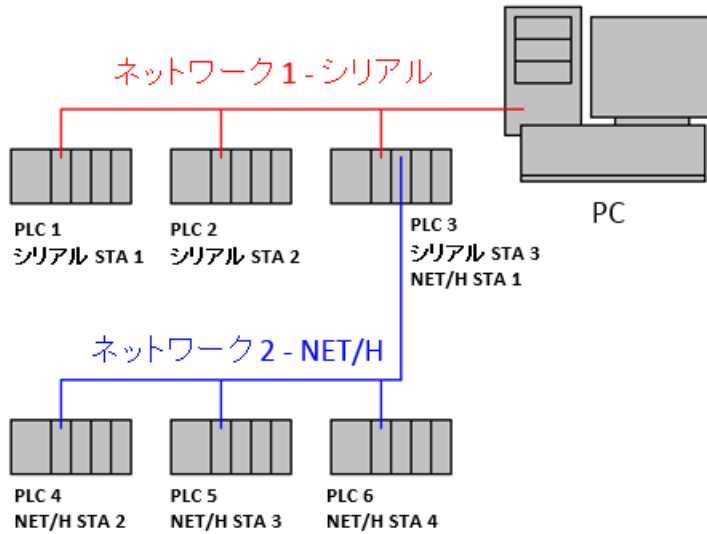 ネットワーク 1 - シリアル
PC
PLC 1
シリアル STA 1
PLC 2
シリアル STA 2
PLC 3
シリアル STA 3
NET/H STA 1
ネットワーク 2 - NET/H
PLC 4
NET/H STA 2
PLC 5
NET/H STA 3
PLC 6
NET/H STA 4